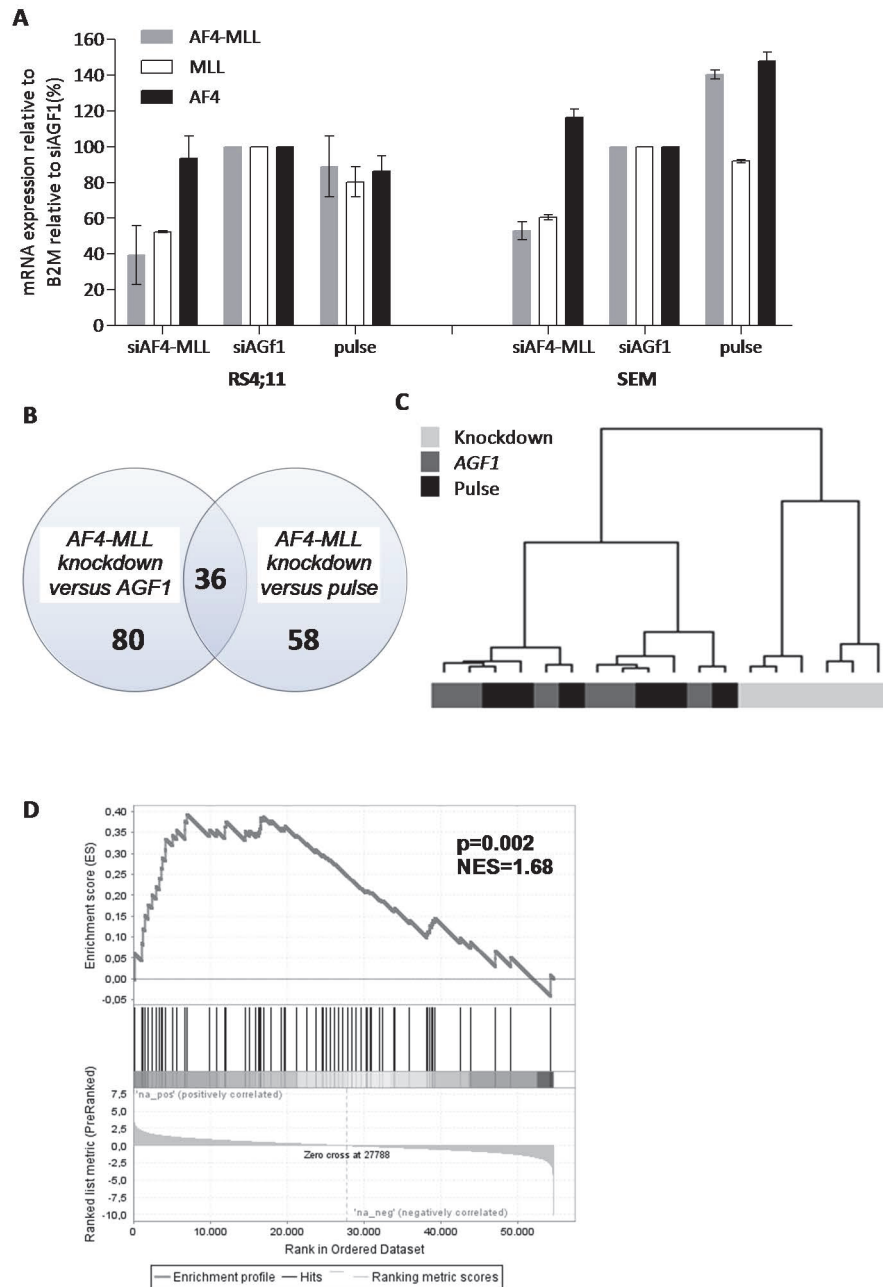 A
mRNA expression relative to
B2M relative to siAGF1(%)
160
140
120
100
80
60
40
20
0
AF4-MLL
MLL
AF4
siAF4-MLL siAGf1 pulse siAF4-MLL siAGf1 pulse
RS4;11 SEM
B
AF4-MLL
knockdown
versus AGF1
80
36
AF4-MLL
knockdown
versus pulse
58
C
Knockdown
AGF1
Pulse
D
Enrichment score (ES)
0,40
0,35
0,30
0,25
0,20
0,15
0,10
0,05
0,00
-0,05
p=0.002
NES=1.68
Ranked list metric (PreRanked)
7,5
5,0
2,5
0,0
-2,5
-5,0
-7,5
-10,0
'na_pos' (positively correlated)
Zero cross at 27788
'na_neg' (negatively correlated)
0 10.000 20.000 30.000 40.000 50.000
Rank in Ordered Dataset
Enrichment profile Hits Ranking metric scores